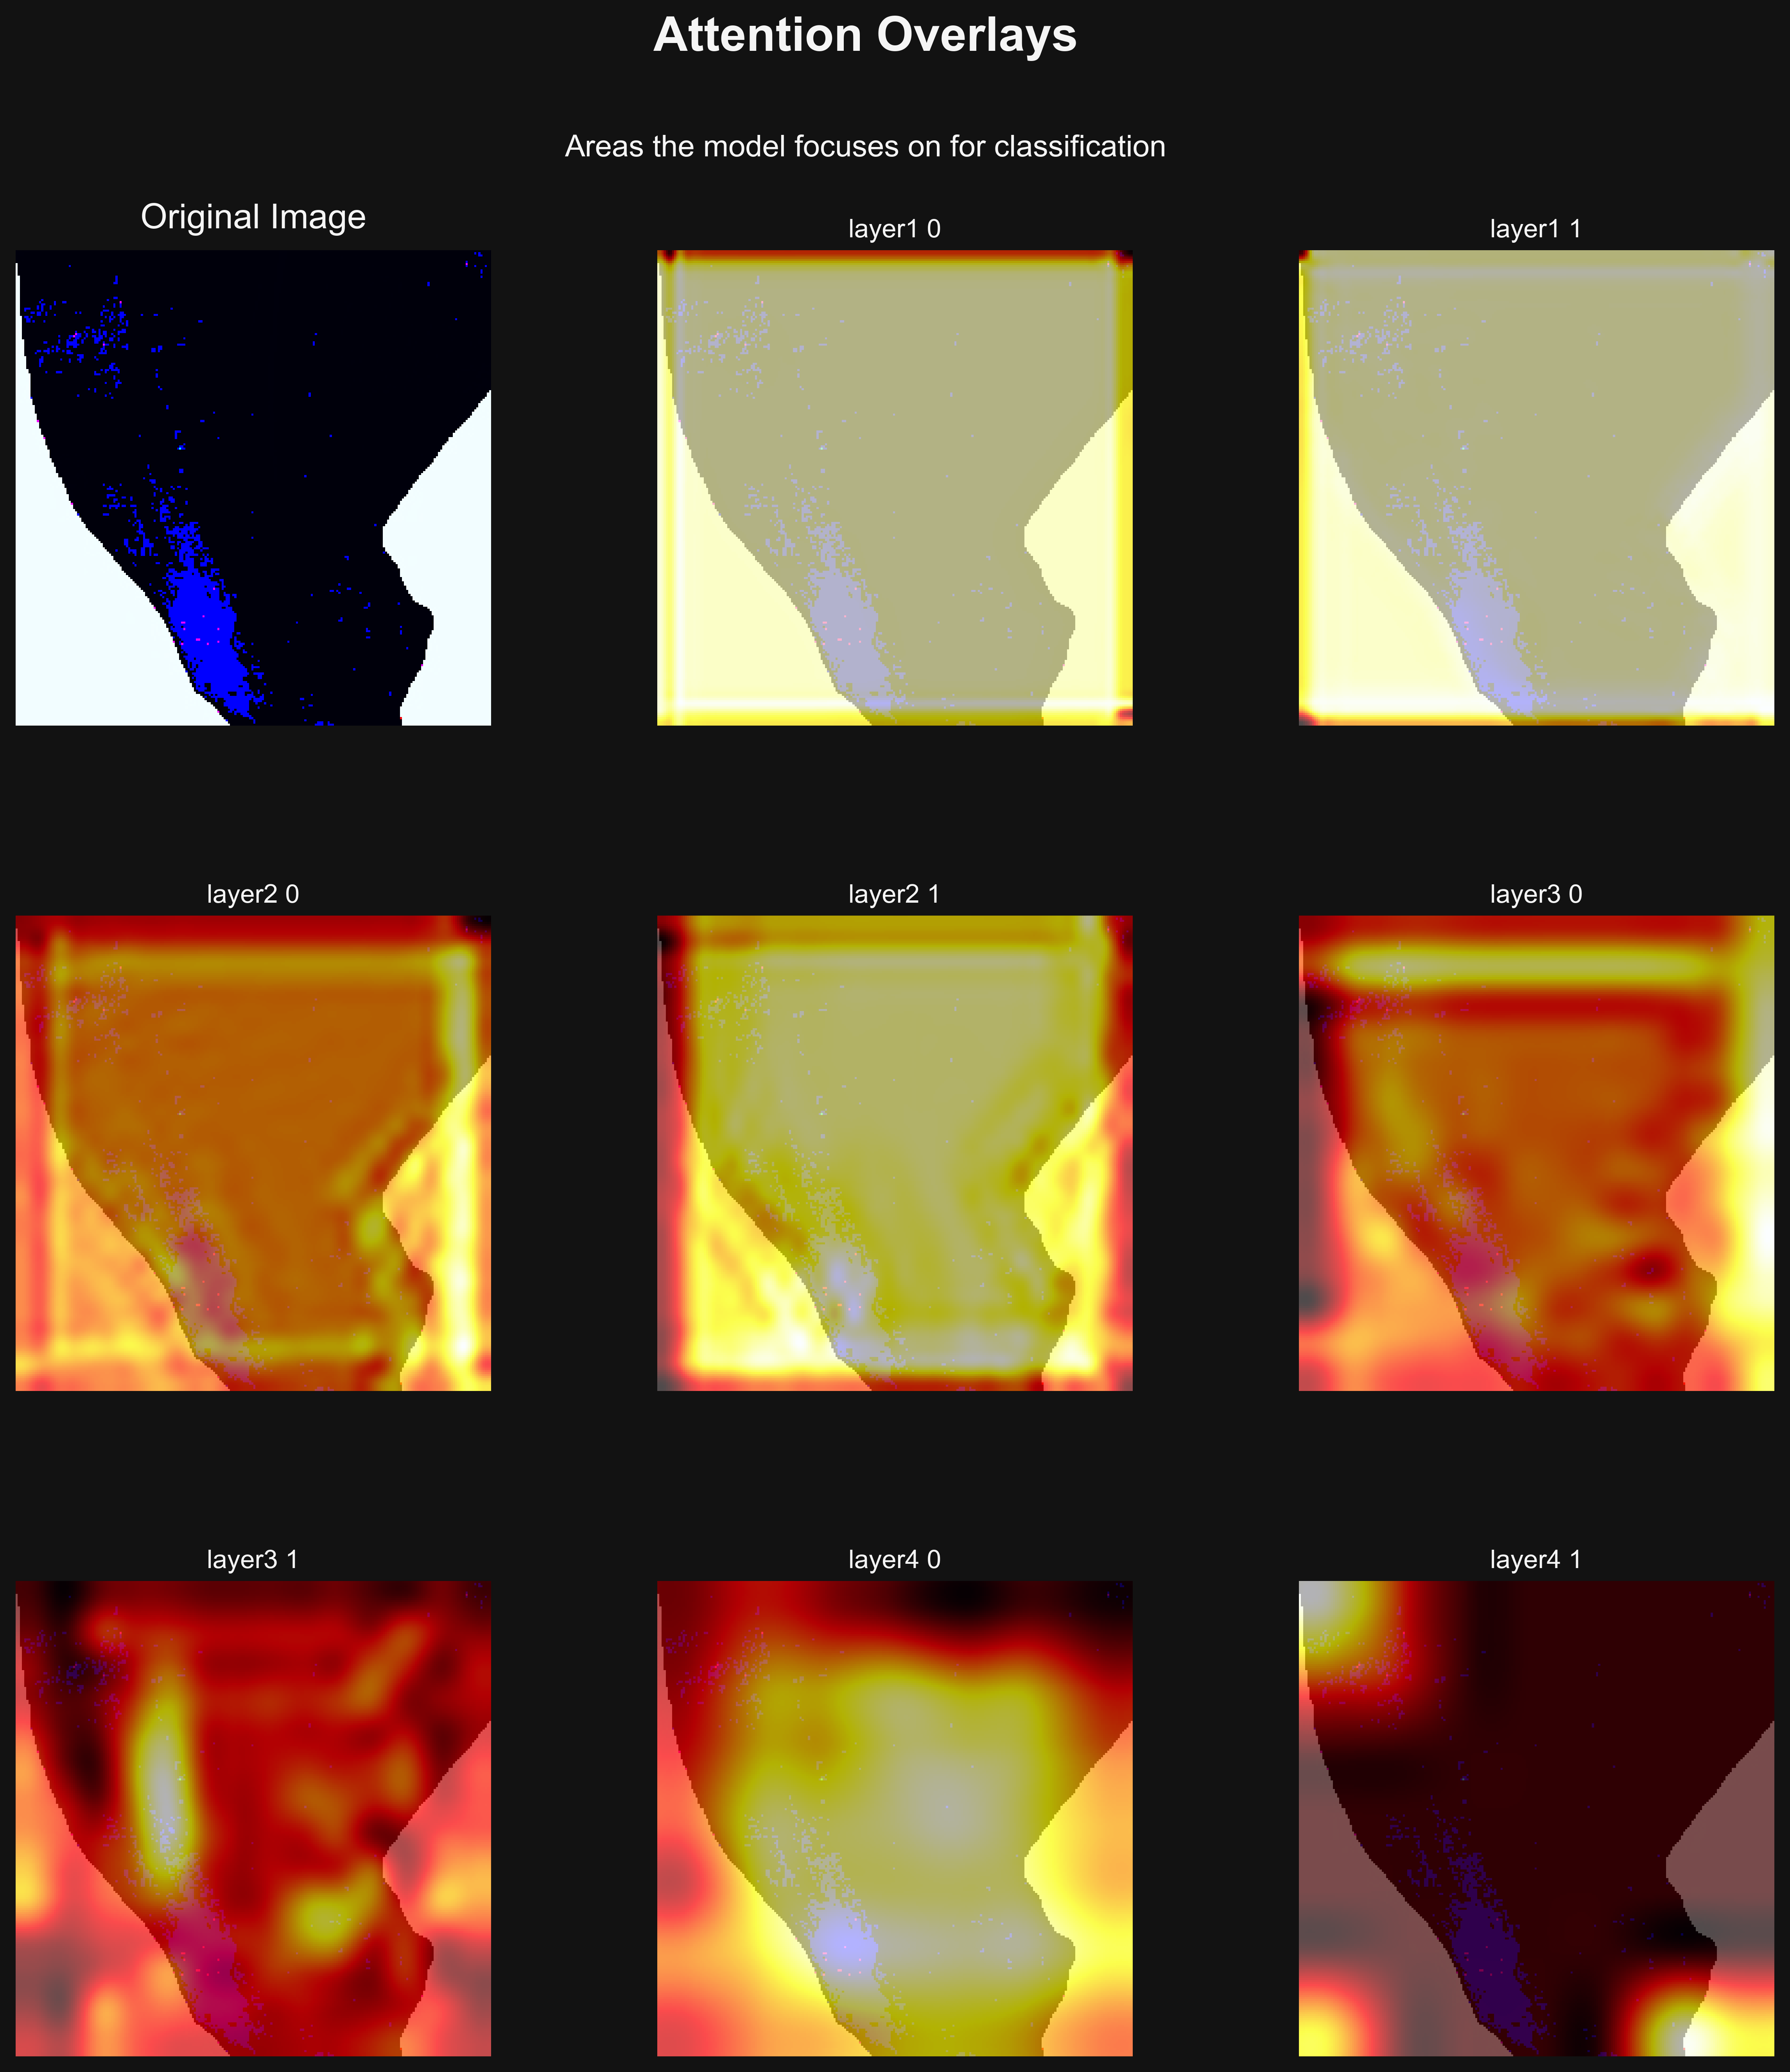 Attention Overlays
Areas the model focuses on for classification
Original Image
layer1 0
layer1 1
layer2 0
layer2 1
layer3 0
layer3 1
layer4 0
layer4 1